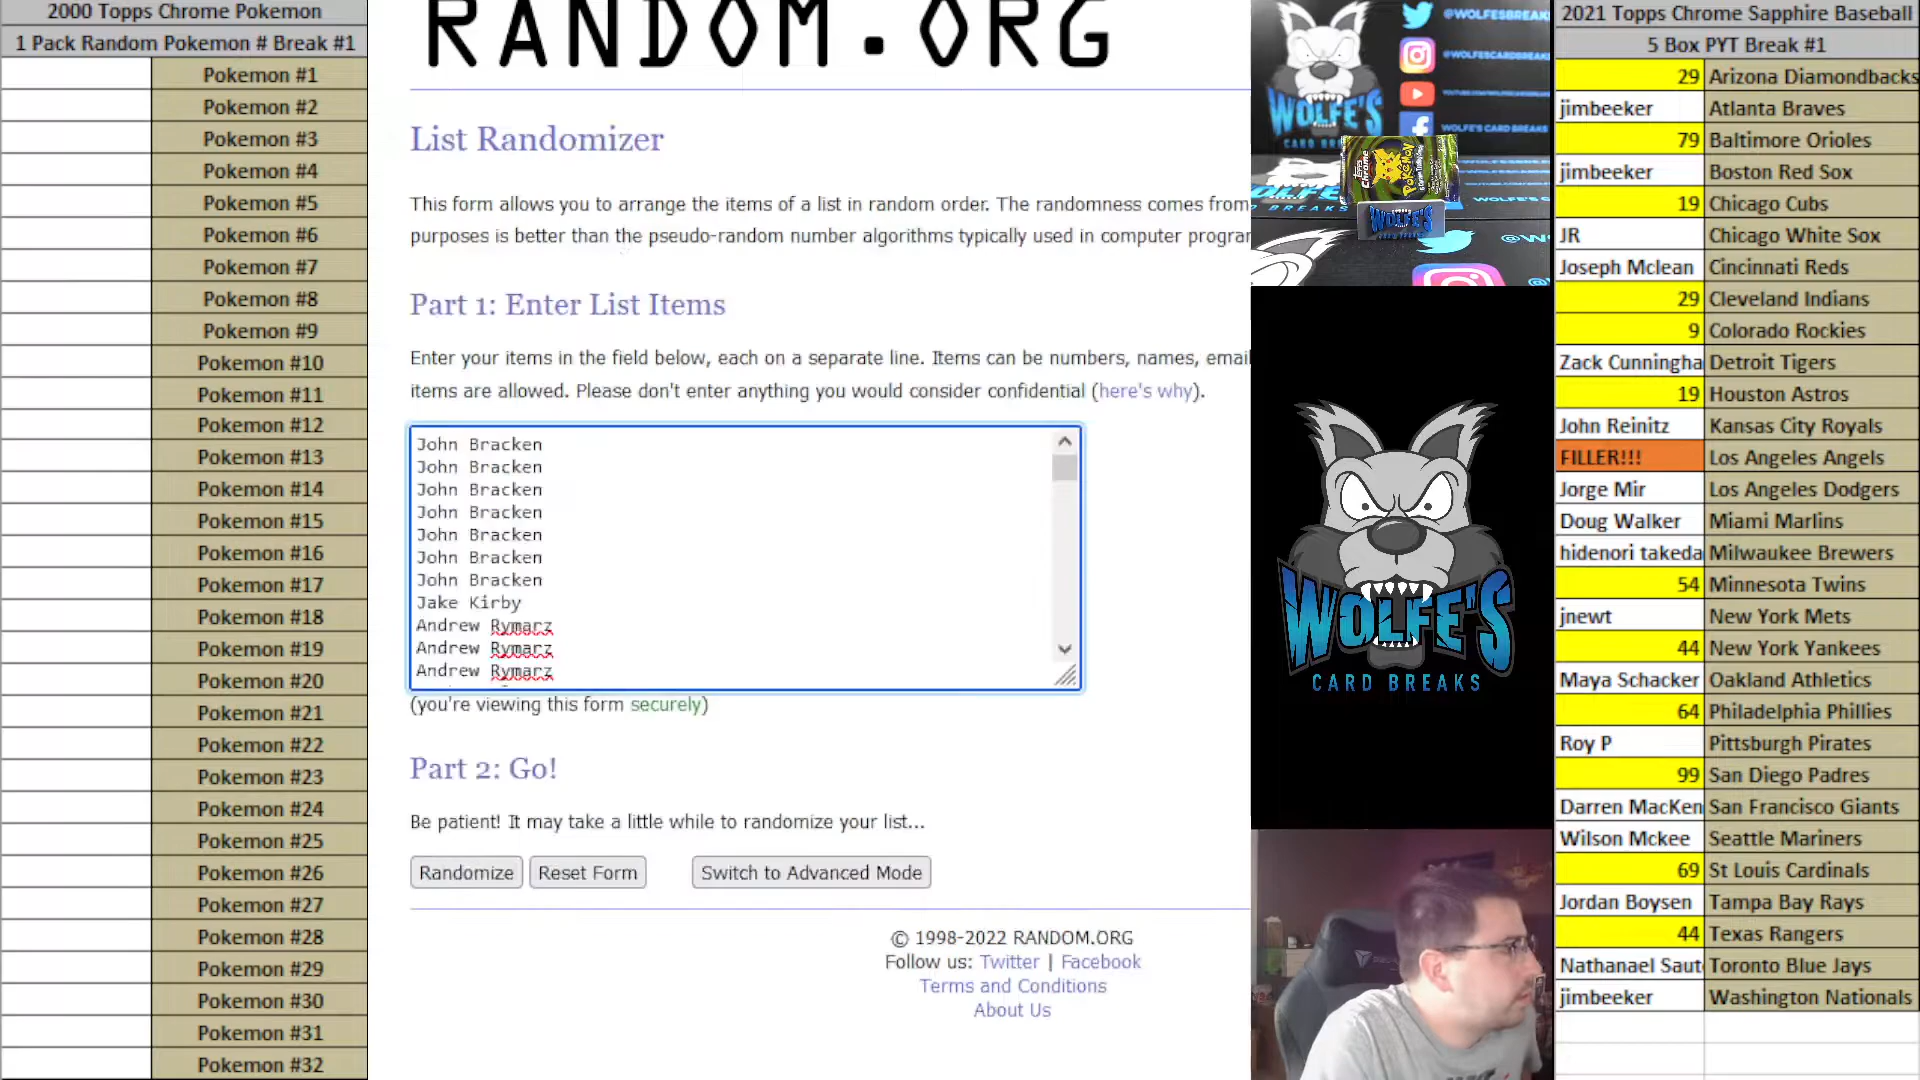 2000 Topps Chrome Pokemon
1 Pack Random Pokemon # Break #1
Pokemon #1
Pokemon #2
Pokemon #3
Pokemon #4
Pokemon #5
Pokemon #6
Pokemon #7
Pokemon #8
Pokemon #9
Pokemon #10
Pokemon #11
Pokemon #12
Pokemon #13
Pokemon #14
Pokemon #15
Pokemon #16
Pokemon #17
Pokemon #18
Pokemon #19
Pokemon #20
Pokemon #21
Pokemon #22
Pokemon #23
Pokemon #24
Pokemon #25
Pokemon #26
Pokemon #27
Pokemon #28
Pokemon #29
Pokemon #30
Pokemon #31
Pokemon #32
RANDOM.ORG
List Randomizer
This form allows you to arrange the items of a list in random order. The randomness comes from
purposes is better than the pseudo-random number algorithms typically used in computer progra
Part 1: Enter List Items
Enter your items in the field below, each on a separate line. Items can be numbers, names, email
items are allowed. Please don't enter anything you would consider confidential (here's why).
John Bracken
John Bracken
John Bracken
John Bracken
John Bracken
John Bracken
John Bracken
Jake Kirby
Andrew Rymarz
Andrew Rymarz
Andrew Rymarz
(you're viewing this form securely)
Part 2: Go!
Be patient! It may take a little while to randomize your list...
Randomize Reset Form Switch to Advanced Mode
© 1998-2022 RANDOM.ORG
Follow us: Twitter | Facebook
Terms and Conditions
About Us
@WOLFESBREAKS
WOLFE'S
CARD BREAKS
WOLFE'S CARD BREAKS
Topps Chrome
Pokémon
WOLFE'S
WOLFE'S
CARD BREAKS
2021 Topps Chrome Sapphire Baseball
5 Box PYT Break #1
29 Arizona Diamondbacks
jimbeeker Atlanta Braves
79 Baltimore Orioles
jimbeeker Boston Red Sox
19 Chicago Cubs
JR Chicago White Sox
Joseph Mclean Cincinnati Reds
29 Cleveland Indians
9 Colorado Rockies
Zack Cunningha Detroit Tigers
19 Houston Astros
John Reinitz Kansas City Royals
FILLER!!! Los Angeles Angels
Jorge Mir Los Angeles Dodgers
Doug Walker Miami Marlins
hidenori takeda Milwaukee Brewers
54 Minnesota Twins
jnewt New York Mets
44 New York Yankees
Maya Schacker Oakland Athletics
64 Philadelphia Phillies
Roy P Pittsburgh Pirates
99 San Diego Padres
Darren MacKen San Francisco Giants
Wilson Mckee Seattle Mariners
69 St Louis Cardinals
Jordan Boysen Tampa Bay Rays
44 Texas Rangers
Nathanael Saut Toronto Blue Jays
jimbeeker Washington Nationals